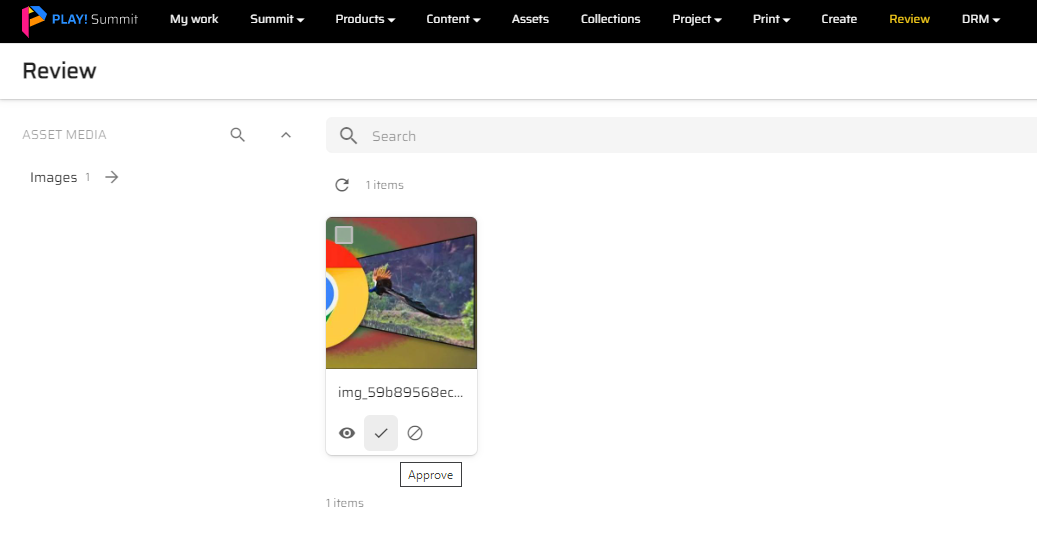 PLAY! Summit My work Summit Products Content Assets Collections Project Print Create Review DRM
Review
ASSET MEDIA
Search
Images 1
1 items
img_59b89568ec...
Approve
1 items